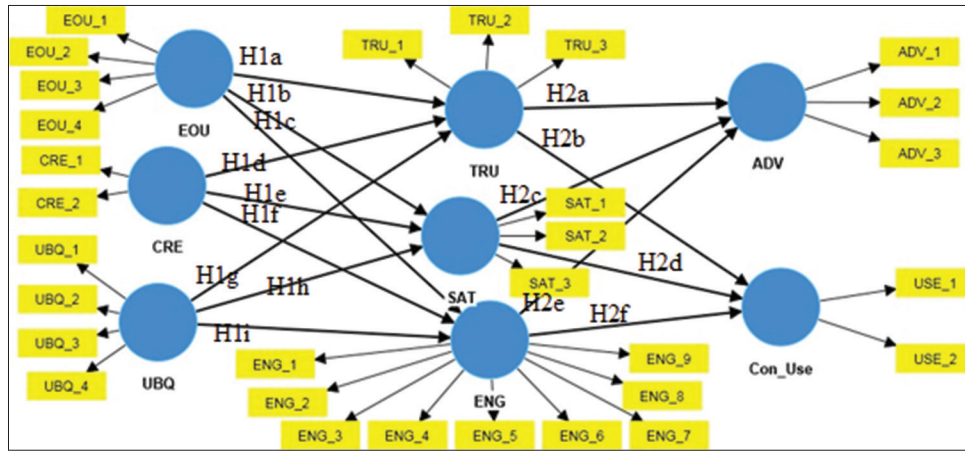 EOU_1
EOU_2
EOU_3
EOU_4
EOU
CRE_1
CRE_2
CRE
UBQ_1
UBQ_2
UBQ_3
UBQ_4
UBQ
H1a
H1b
H1c
H1d
H1e
H1f
H1g
H1h
H1i
TRU_1
TRU_2
TRU_3
TRU
SAT_1
SAT_2
SAT_3
SAT
ENG_1
ENG_2
ENG_3
ENG_4
ENG_5
ENG_6
ENG_7
ENG_8
ENG_9
ENG
H2a
H2b
H2c
H2d
H2e
H2f
ADV_1
ADV_2
ADV_3
ADV
USE_1
USE_2
Con_Use